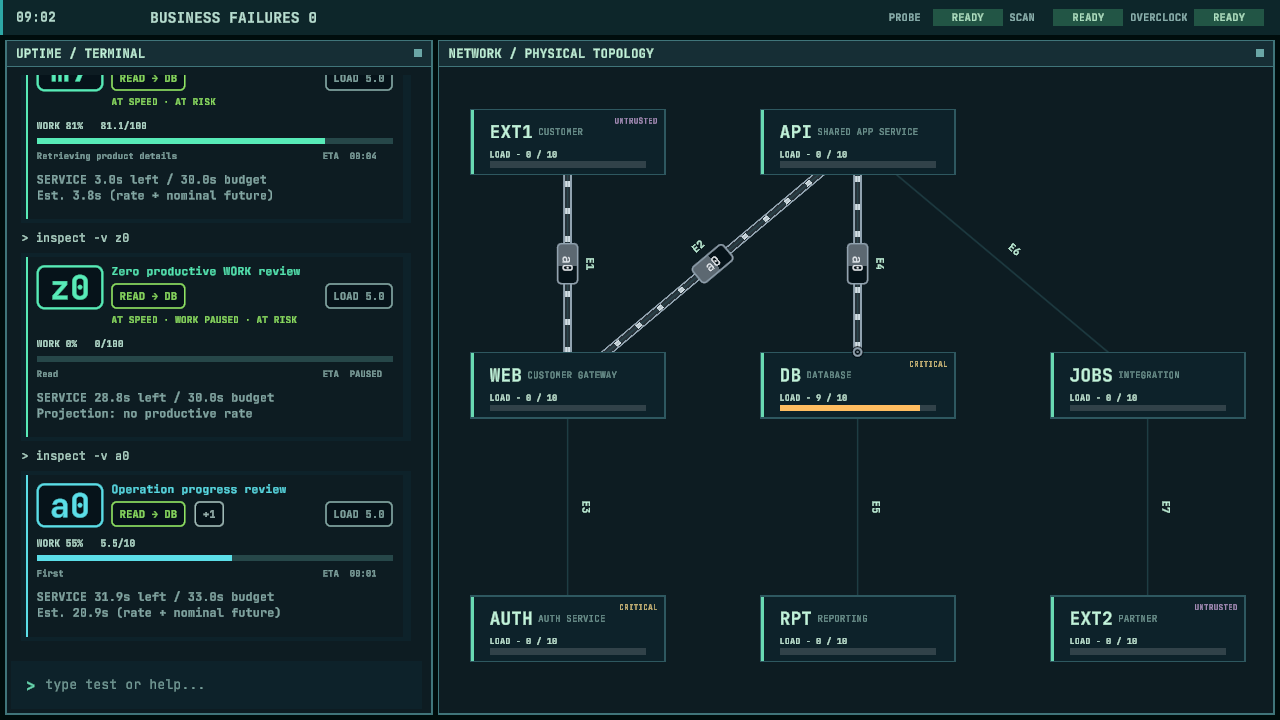 09:02
BUSINESS FAILURES 0
PROBE READY SCAN READY OVERCLOCK READY
UPTIME / TERMINAL
READ → DB
LOAD 5.0
AT SPEED · AT RISK
WORK 81% 81.1/100
Retrieving product details ETA 00:04
SERVICE 3.0s left / 30.0s budget
Est. 3.8s (rate + nominal future)
> inspect -v z0
z0
Zero productive WORK review
READ → DB
LOAD 5.0
AT SPEED · WORK PAUSED · AT RISK
WORK 0% 0/100
Read ETA PAUSED
SERVICE 28.8s left / 30.0s budget
Projection: no productive rate
> inspect -v a0
a0
Operation progress review
READ → DB +1
LOAD 5.0
WORK 55% 5.5/10
First ETA 00:01
SERVICE 31.9s left / 33.0s budget
Est. 20.9s (rate + nominal future)
> type test or help...
NETWORK / PHYSICAL TOPOLOGY
UNTRUSTED
EXT1 CUSTOMER
LOAD - 0 / 10
API SHARED APP SERVICE
LOAD - 0 / 10
a0
E1
E2
a0
a0
E4
E6
WEB CUSTOMER GATEWAY
LOAD - 0 / 10
CRITICAL
DB DATABASE
LOAD - 9 / 10
JOBS INTEGRATION
LOAD - 0 / 10
E3
E5
E7
CRITICAL
AUTH AUTH SERVICE
LOAD - 0 / 10
RPT REPORTING
LOAD - 0 / 10
UNTRUSTED
EXT2 PARTNER
LOAD - 0 / 10